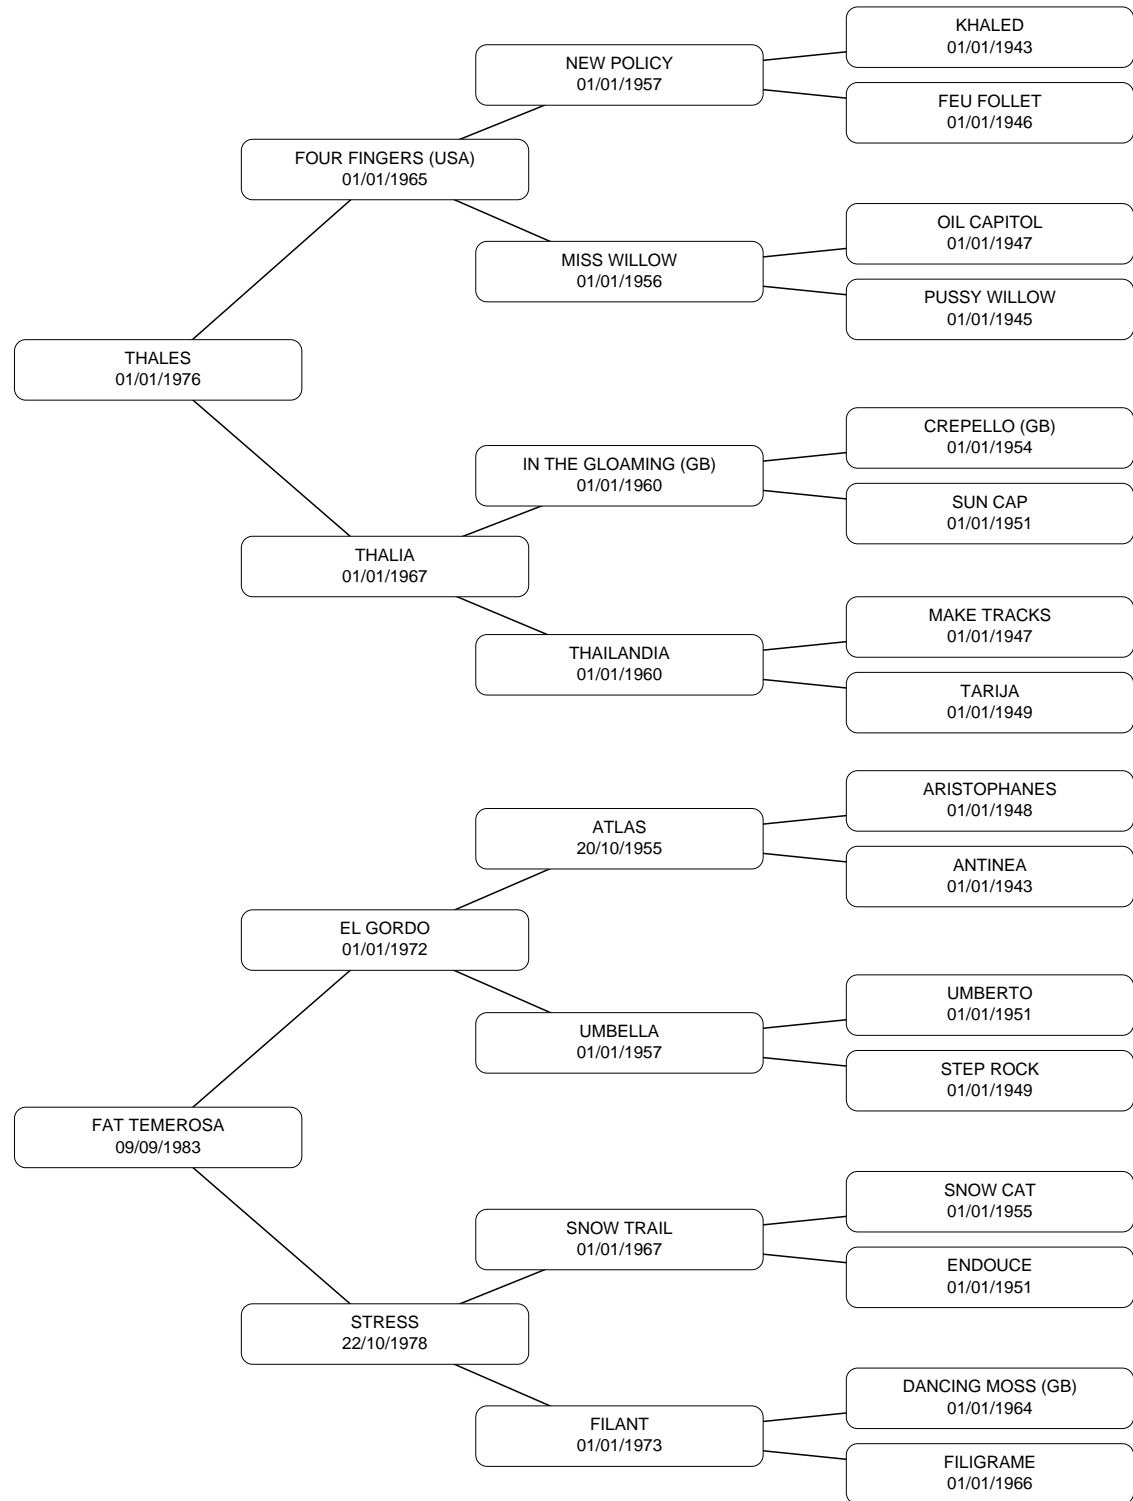 KHALED
01/01/1943
NEW POLICY
01/01/1957
FEU FOLLET
01/01/1946
FOUR FINGERS (USA)
01/01/1965
OIL CAPITOL
01/01/1947
MISS WILLOW
01/01/1956
PUSSY WILLOW
01/01/1945
THALES
01/01/1976
CREPELLO (GB)
01/01/1954
IN THE GLOAMING (GB)
01/01/1960
SUN CAP
01/01/1951
THALIA
01/01/1967
MAKE TRACKS
01/01/1947
THAILANDIA
01/01/1960
TARIJA
01/01/1949
ARISTOPHANES
01/01/1948
ATLAS
20/10/1955
ANTINEA
01/01/1943
EL GORDO
01/01/1972
UMBERTO
01/01/1951
UMBELLA
01/01/1957
STEP ROCK
01/01/1949
FAT TEMEROSA
09/09/1983
SNOW CAT
01/01/1955
SNOW TRAIL
01/01/1967
ENDOUCE
01/01/1951
STRESS
22/10/1978
DANCING MOSS (GB)
01/01/1964
FILANT
01/01/1973
FILIGRAME
01/01/1966